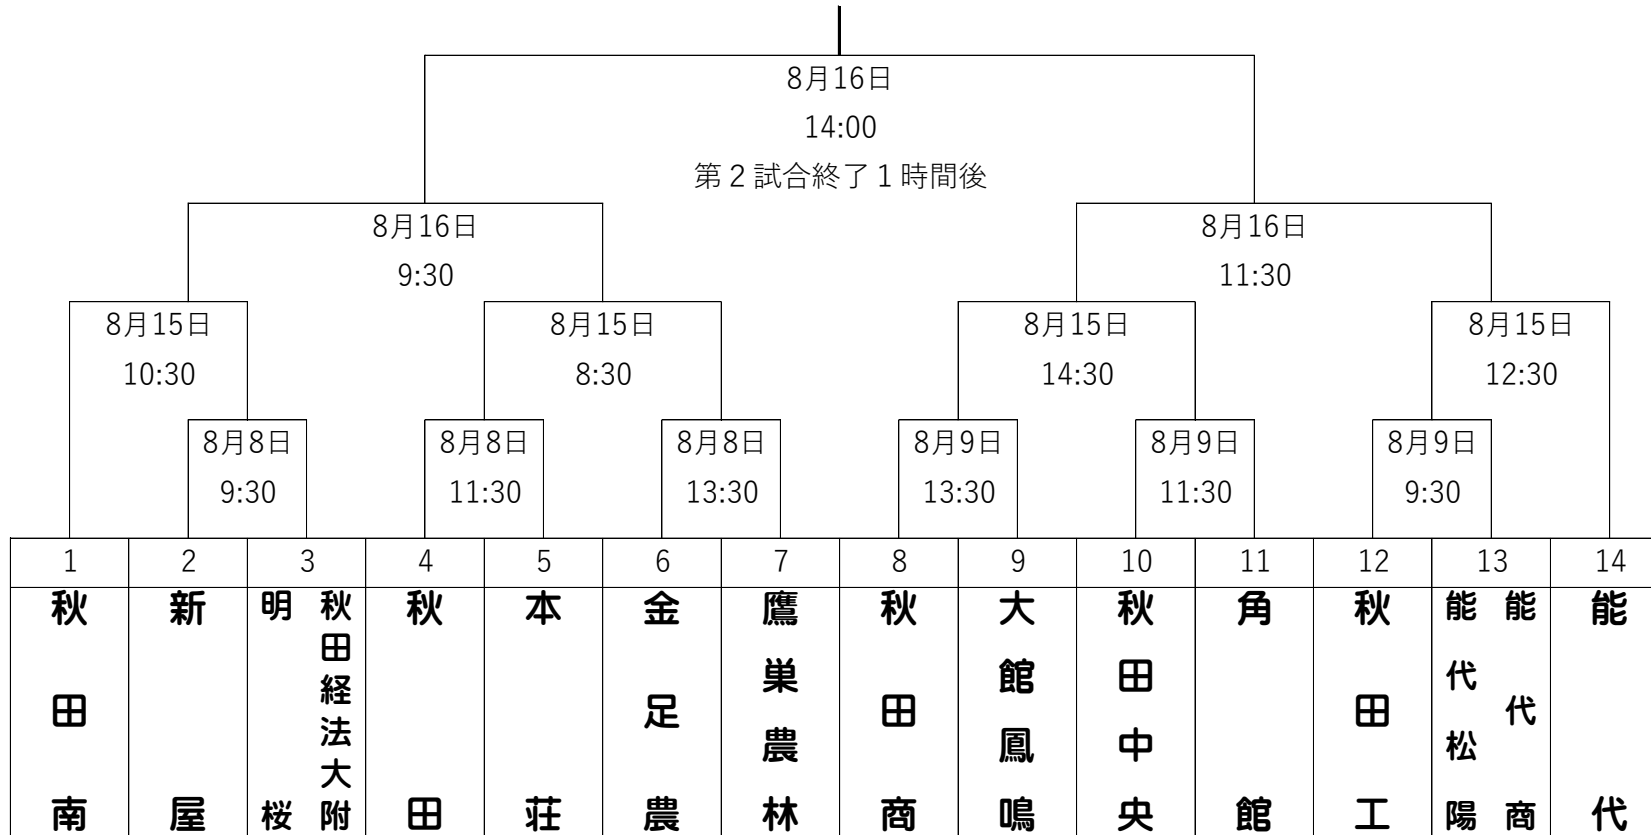 8月16日
14:00
第２試合終了１時間後
8月16日
9:30
8月16日
11:30
8月15日
10:30
8月15日
8:30
8月15日
14:30
8月15日
12:30
8月8日
9:30
8月8日
11:30
8月8日
13:30
8月9日
13:30
8月9日
11:30
8月9日
9:30
1 2 3 4 5 6 7 8 9 10 11 12 13 14
秋田南
新屋
秋田経法大附
明桜
秋田
本荘
金足農
鷹巣農林
秋田商
大館鳳鳴
秋田中央
角館
秋田工
能代商
能代松陽
能代